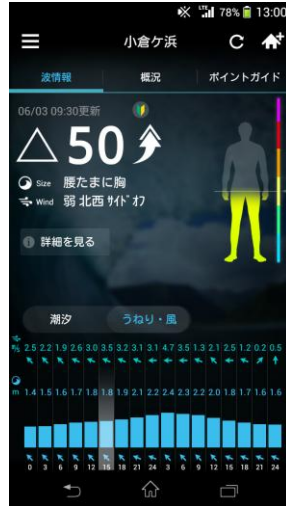 LTE 78% 13:00
小倉ケ浜
波情報 概況 ポイントガイド
06/03 09:30更新
50
Size 腰たまに胸
Wind 弱 北西 ｻｲﾄﾞｵﾌ
詳細を見る
潮汐 うねり・風
2.5 2.2 1.9 2.6 3.0 3.5 3.2 3.1 3.1 4.7 3.5 1.3 2.1 2.5 1.2 0.2 0.5
m 1.4 1.5 1.6 1.7 1.8 1.8 1.9 1.9 2.1 2.2 2.4 2.3 2.2 2.0 1.8 1.7 1.6 1.6
0 3 6 9 12 15 18 21 24 3 6 9 12 15 18 21 24